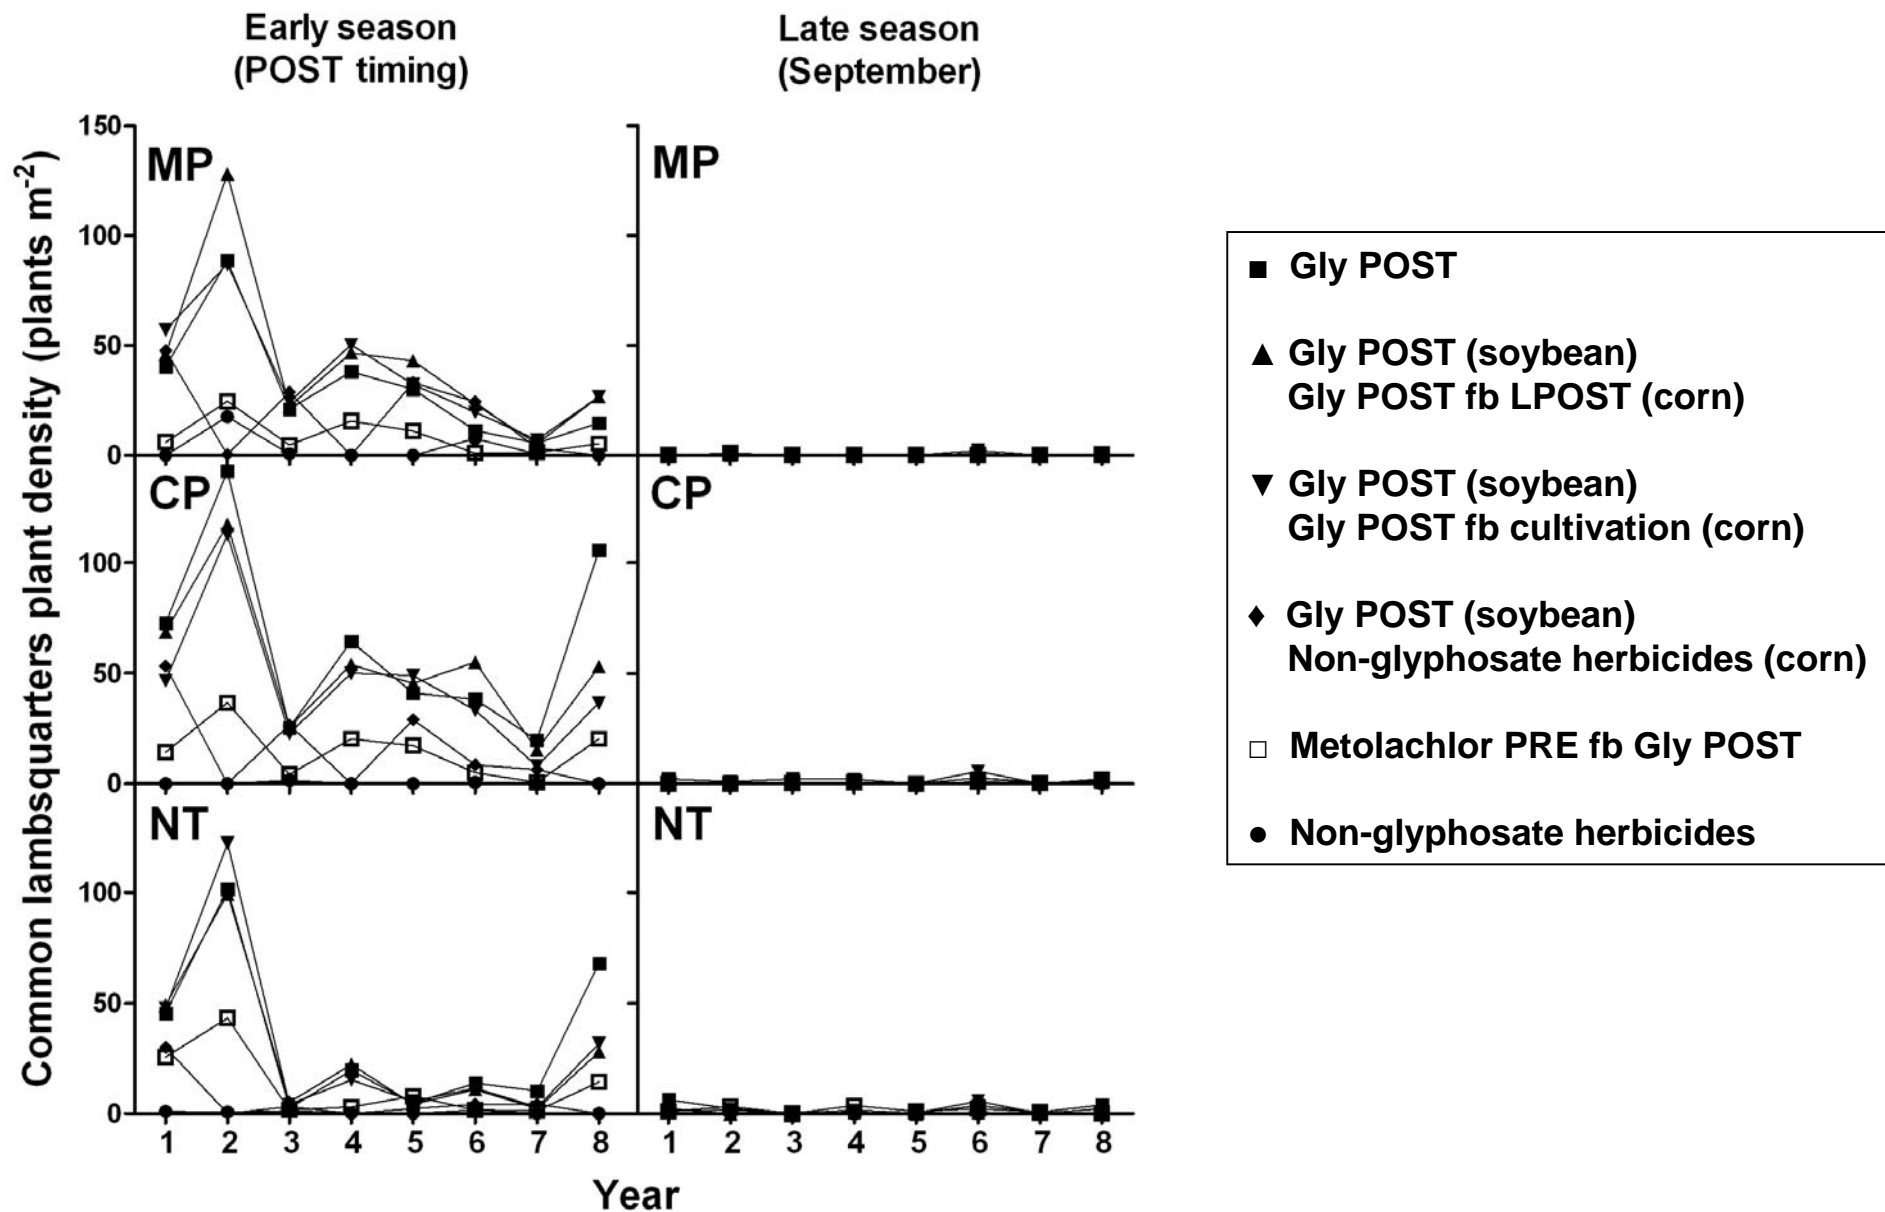 Early season
(POST timing)
Late season
(September)
Common lambsquarters plant density (plants m-2)
150
100
50
0
MP
MP
100
50
0
CP
CP
100
50
0
NT
NT
1 2 3 4 5 6 7 8
1 2 3 4 5 6 7 8
Year
■ Gly POST
▲ Gly POST (soybean)
Gly POST fb LPOST (corn)
▼ Gly POST (soybean)
Gly POST fb cultivation (corn)
♦ Gly POST (soybean)
Non-glyphosate herbicides (corn)
□ Metolachlor PRE fb Gly POST
● Non-glyphosate herbicides